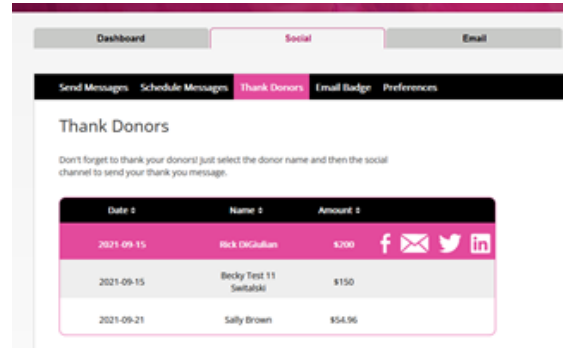 Dashboard Social Email
Send Messages Schedule Messages Thank Donors Email Badge Preferences
Thank Donors
Don't forget to thank your donors! Just select the donor name and then the social
channel to send your thank you message.
Date Name Amount
2021-09-15 Rick DiGiulian $200
2021-09-15 Becky Test 11
Switalski $150
2021-09-21 Sally Brown $54.96